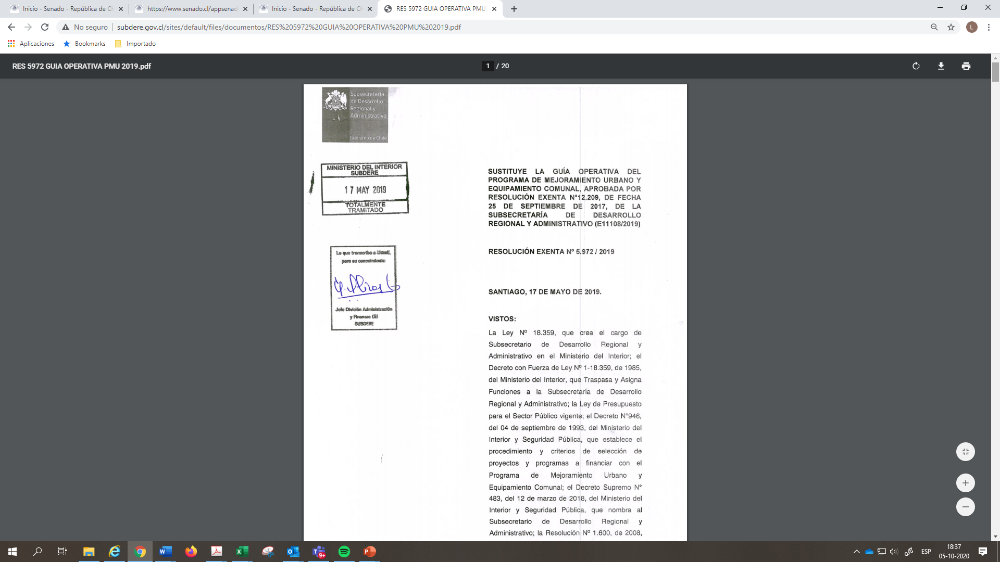 Inicio - Senado - República de Ch
https://www.senado.cl/appsenad
Inicio - Senado - República de Ch
RES 5972 GUIA OPERATIVA PMU
No seguro
subdere.gov.cl/sites/default/files/documentos/RES%205972%20GUIA%20OPERATIVA%20PMU%202019.pdf
L
Aplicaciones
Bookmarks
Importado
RES 5972 GUIA OPERATIVA PMU 2019.pdf
1 / 20
Subsecretaría
de Desarrollo
Regional y
Administrativo
Gobierno de Chile
MINISTERIO DEL INTERIOR
SUBDERE
17 MAY 2019
TOTALMENTE
TRAMITADO
SUSTITUYE LA GUÍA OPERATIVA DEL
PROGRAMA DE MEJORAMIENTO URBANO Y
EQUIPAMIENTO COMUNAL, APROBADA POR
RESOLUCIÓN EXENTA N°12.209, DE FECHA
25 DE SEPTIEMBRE DE 2017, DE LA
SUBSECRETARÍA DE DESARROLLO
REGIONAL Y ADMINISTRATIVO (E11108/2019)
Lo que transcribo a Usted,
para su conocimiento
Jefe División Administración
y Finanzas (S)
SUBDERE
RESOLUCIÓN EXENTA Nº 5.972 / 2019
SANTIAGO, 17 DE MAYO DE 2019.
VISTOS:
La Ley Nº 18.359, que crea el cargo de
Subsecretario de Desarrollo Regional y
Administrativo en el Ministerio del Interior; el
Decreto con Fuerza de Ley Nº 1-18.359, de 1985,
del Ministerio del Interior, que Traspasa y Asigna
Funciones a la Subsecretaría de Desarrollo
Regional y Administrativo; la Ley de Presupuesto
para el Sector Público vigente; el Decreto N°946,
del 04 de septiembre de 1993, del Ministerio del
Interior y Seguridad Pública, que establece el
procedimiento y criterios de selección de
proyectos y programas a financiar con el
Programa de Mejoramiento Urbano y
Equipamiento Comunal; el Decreto Supremo N°
483, del 12 de marzo de 2018, del Ministerio del
Interior y Seguridad Pública, que nombra al
Subsecretario de Desarrollo Regional y
Administrativo; la Resolución Nº 1.600, de 2008,
9+
ESP
18:37
05-10-2020